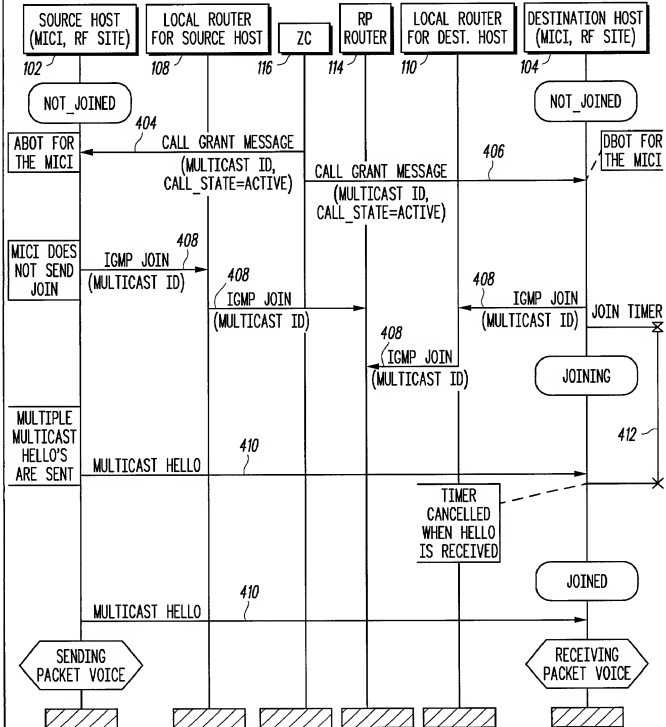 SOURCE HOST
(MICI, RF SITE)
LOCAL ROUTER
FOR SOURCE HOST
ZC
RP
ROUTER
LOCAL ROUTER
FOR DEST. HOST
DESTINATION HOST
(MICI, RF SITE)
102
108
116
114
110
104
NOT_JOINED
NOT_JOINED
ABOT FOR
THE MICI
404
CALL GRANT MESSAGE
(MULTICAST ID,
CALL_STATE=ACTIVE)
CALL GRANT MESSAGE
406
(MULTICAST ID,
CALL_STATE=ACTIVE)
DBOT FOR
THE MICI
MICI DOES
NOT SEND
JOIN
IGMP JOIN
408
(MULTICAST ID)
408
IGMP JOIN
(MULTICAST ID)
408
IGMP JOIN
(MULTICAST ID)
JOIN TIMER
408
IGMP JOIN
(MULTICAST ID)
JOINING
412
MULTIPLE
MULTICAST
HELLO'S
ARE SENT
MULTICAST HELLO
410
TIMER
CANCELLED
WHEN HELLO
IS RECEIVED
JOINED
MULTICAST HELLO
410
SENDING
PACKET VOICE
RECEIVING
PACKET VOICE